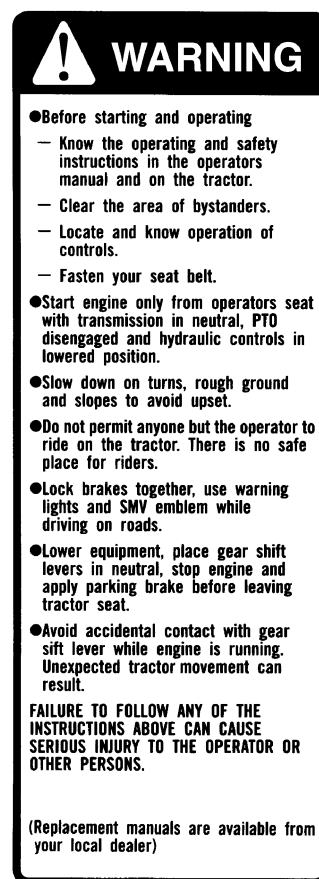 WARNING
●Before starting and operating
— Know the operating and safety
instructions in the operators
manual and on the tractor.
— Clear the area of bystanders.
— Locate and know operation of
controls.
— Fasten your seat belt.
●Start engine only from operators seat
with transmission in neutral, PTO
disengaged and hydraulic controls in
lowered position.
●Slow down on turns, rough ground
and slopes to avoid upset.
●Do not permit anyone but the operator to
ride on the tractor. There is no safe
place for riders.
●Lock brakes together, use warning
lights and SMV emblem while
driving on roads.
●Lower equipment, place gear shift
levers in neutral, stop engine and
apply parking brake before leaving
tractor seat.
●Avoid accidental contact with gear
sift lever while engine is running.
Unexpected tractor movement can
result.
FAILURE TO FOLLOW ANY OF THE
INSTRUCTIONS ABOVE CAN CAUSE
SERIOUS INJURY TO THE OPERATOR OR
OTHER PERSONS.
(Replacement manuals are available from
your local dealer)